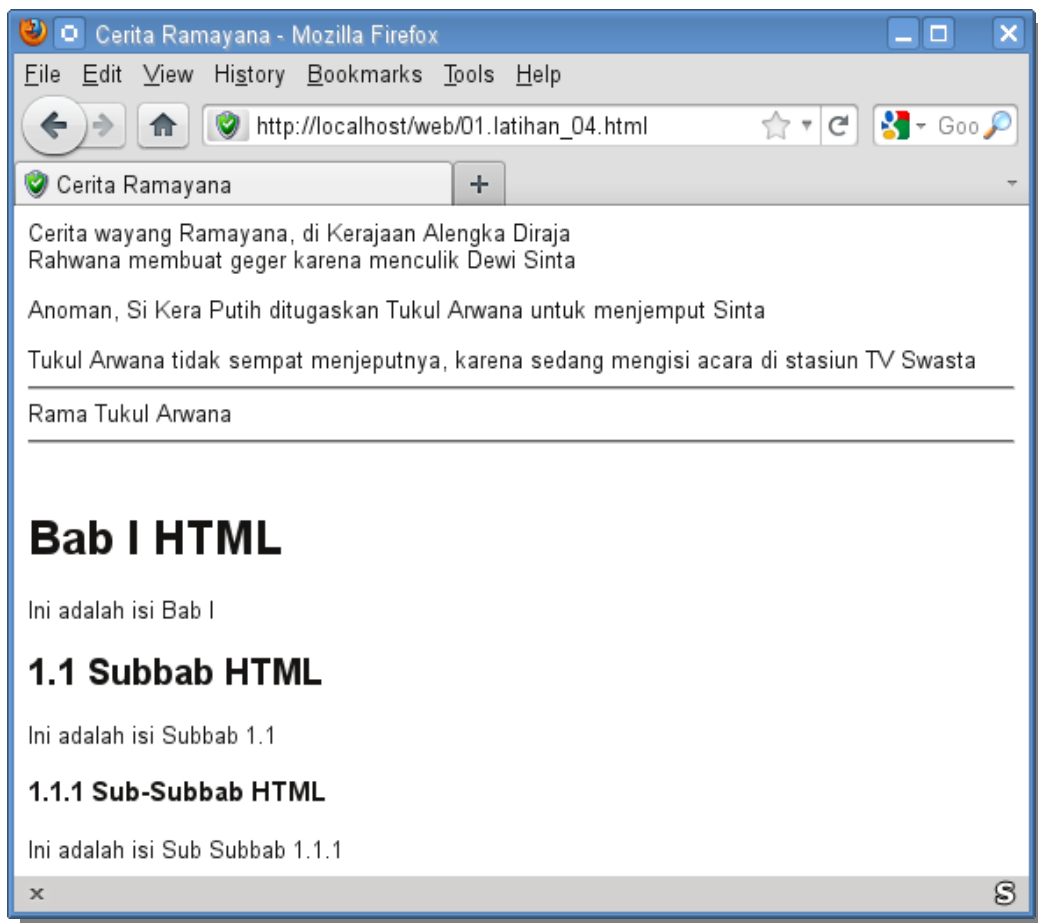 Cerita Ramayana - Mozilla Firefox
File Edit View History Bookmarks Tools Help
http://localhost/web/01.latihan_04.html Goo
Cerita Ramayana
Cerita wayang Ramayana, di Kerajaan Alengka Diraja
Rahwana membuat geger karena menculik Dewi Sinta
Anoman, Si Kera Putih ditugaskan Tukul Arwana untuk menjemput Sinta
Tukul Arwana tidak sempat menjeputnya, karena sedang mengisi acara di stasiun TV Swasta
Rama Tukul Arwana
Bab I HTML
Ini adalah isi Bab I
1.1 Subbab HTML
Ini adalah isi Subbab 1.1
1.1.1 Sub-Subbab HTML
Ini adalah isi Sub Subbab 1.1.1
x S